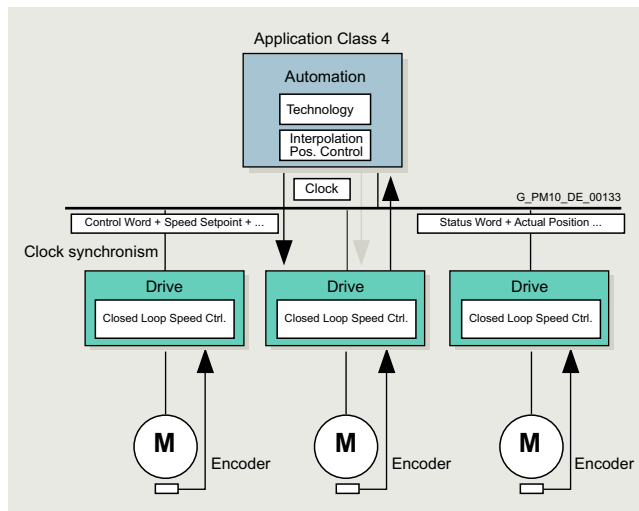 Application Class 4
Automation
Technology
Interpolation
Pos. Control
Clock
G_PM10_DE_00133
Control Word + Speed Setpoint + ...
Status Word + Actual Position ...
Clock synchronism
Drive
Drive
Drive
Closed Loop Speed Ctrl.
Closed Loop Speed Ctrl.
Closed Loop Speed Ctrl.
M
M
M
Encoder
Encoder
Encoder